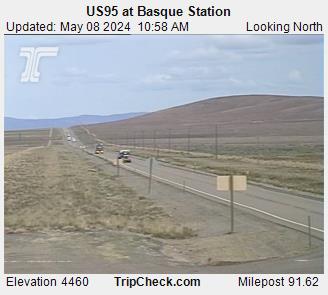 US95 at Basque Station
Updated: May 08 2024 10:58 AM Looking North
Elevation 4460 TripCheck.com Milepost 91.62